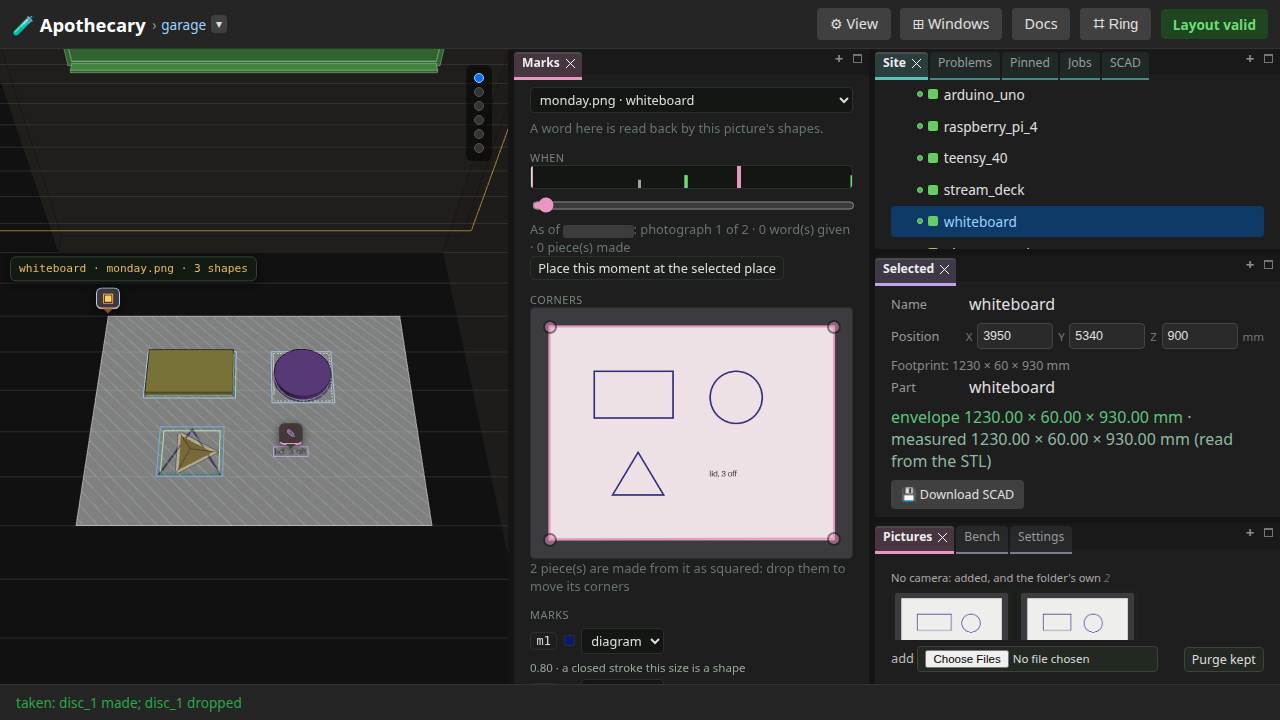 🧪 Apothecary › garage ▾
⚙ View
⊞ Windows
Docs
⌗ Ring
Layout valid
whiteboard · monday.png · 3 shapes
lid, 3 off
Marks
monday.png · whiteboard
A word here is read back by this picture's shapes.
WHEN
As of : photograph 1 of 2 · 0 word(s) given
· 0 piece(s) made
Place this moment at the selected place
CORNERS
lid, 3 off
2 piece(s) are made from it as squared: drop them to
move its corners
MARKS
m1 diagram
0.80 · a closed stroke this size is a shape
Site Problems Pinned Jobs SCAD
arduino_uno
raspberry_pi_4
teensy_40
stream_deck
whiteboard
Selected
Name whiteboard
Position X 3950 Y 5340 Z 900 mm
Footprint: 1230 × 60 × 930 mm
Part whiteboard
envelope 1230.00 × 60.00 × 930.00 mm ·
measured 1230.00 × 60.00 × 930.00 mm (read
from the STL)
💾 Download SCAD
Pictures Bench Settings
No camera: added, and the folder's own 2
add Choose Files No file chosen
Purge kept
taken: disc_1 made; disc_1 dropped